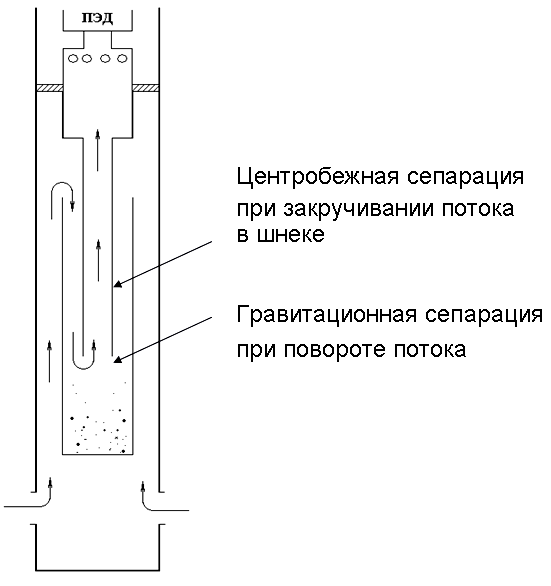 ПЭД
Центробежная сепарация
при закручивании потока
в шнеке
Гравитационная сепарация
при повороте потока